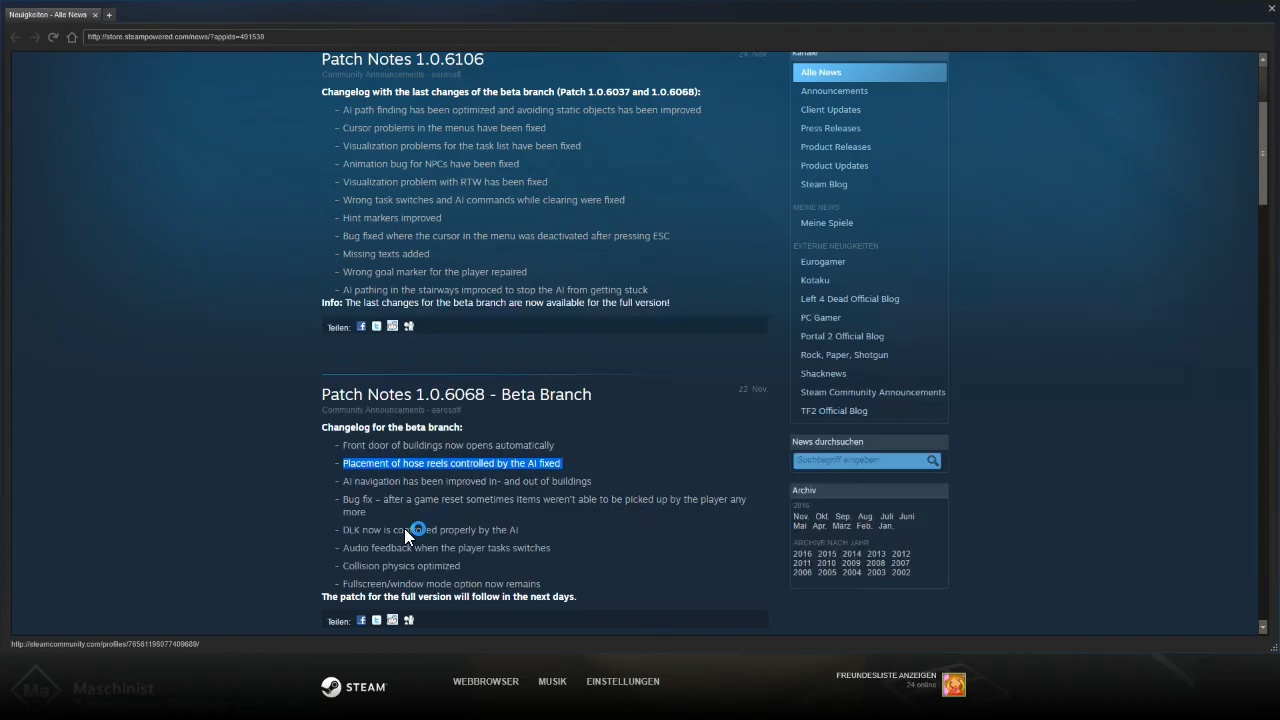 Neuigkeiten - Alle News
http://store.steampowered.com/news/?appids=491530
Patch Notes 1.0.6106
24. Nov.
Community Announcements - aerosoft
Changelog with the last changes of the beta branch (Patch 1.0.6037 and 1.0.6068):
- AI path finding has been optimized and avoiding static objects has been improved
- Cursor problems in the menus have been fixed
- Visualization problems for the task list have been fixed
- Animation bug for NPCs have been fixed
- Visualization problem with RTW has been fixed
- Wrong task switches and AI commands while clearing were fixed
- Hint markers improved
- Bug fixed where the cursor in the menu was deactivated after pressing ESC
- Missing texts added
- Wrong goal marker for the player repaired
- AI pathing in the stairways improced to stop the AI from getting stuck
Info: The last changes for the beta branch are now available for the full version!
Teilen:
Patch Notes 1.0.6068 - Beta Branch
22. Nov.
Community Announcements - aerosoft
Changelog for the beta branch:
- Front door of buildings now opens automatically
- Placement of hose reels controlled by the AI fixed
- AI navigation has been improved in- and out of buildings
- Bug fix – after a game reset sometimes items weren't able to be picked up by the player any
more
- DLK now is controlled properly by the AI
- Audio feedback when the player tasks switches
- Collision physics optimized
- Fullscreen/window mode option now remains
The patch for the full version will follow in the next days.
Teilen:
Kanäle
Alle News
Announcements
Client Updates
Press Releases
Product Releases
Product Updates
Steam Blog
MEINE NEWS
Meine Spiele
EXTERNE NEUIGKEITEN
Eurogamer
Kotaku
Left 4 Dead Official Blog
PC Gamer
Portal 2 Official Blog
Rock, Paper, Shotgun
Shacknews
Steam Community Announcements
TF2 Official Blog
News durchsuchen
Suchbegriff eingeben
Archiv
2016
Nov. Okt. Sep. Aug. Juli Juni
Mai Apr. März Feb. Jan.
ARCHIVE NACH JAHR
2016 2015 2014 2013 2012
2011 2010 2009 2008 2007
2006 2005 2004 2003 2002
http://steamcommunity.com/profiles/76561198077409689/
Ma
Maschinist
STEAM
WEBBROWSER
MUSIK
EINSTELLUNGEN
FREUNDESLISTE ANZEIGEN
24 online